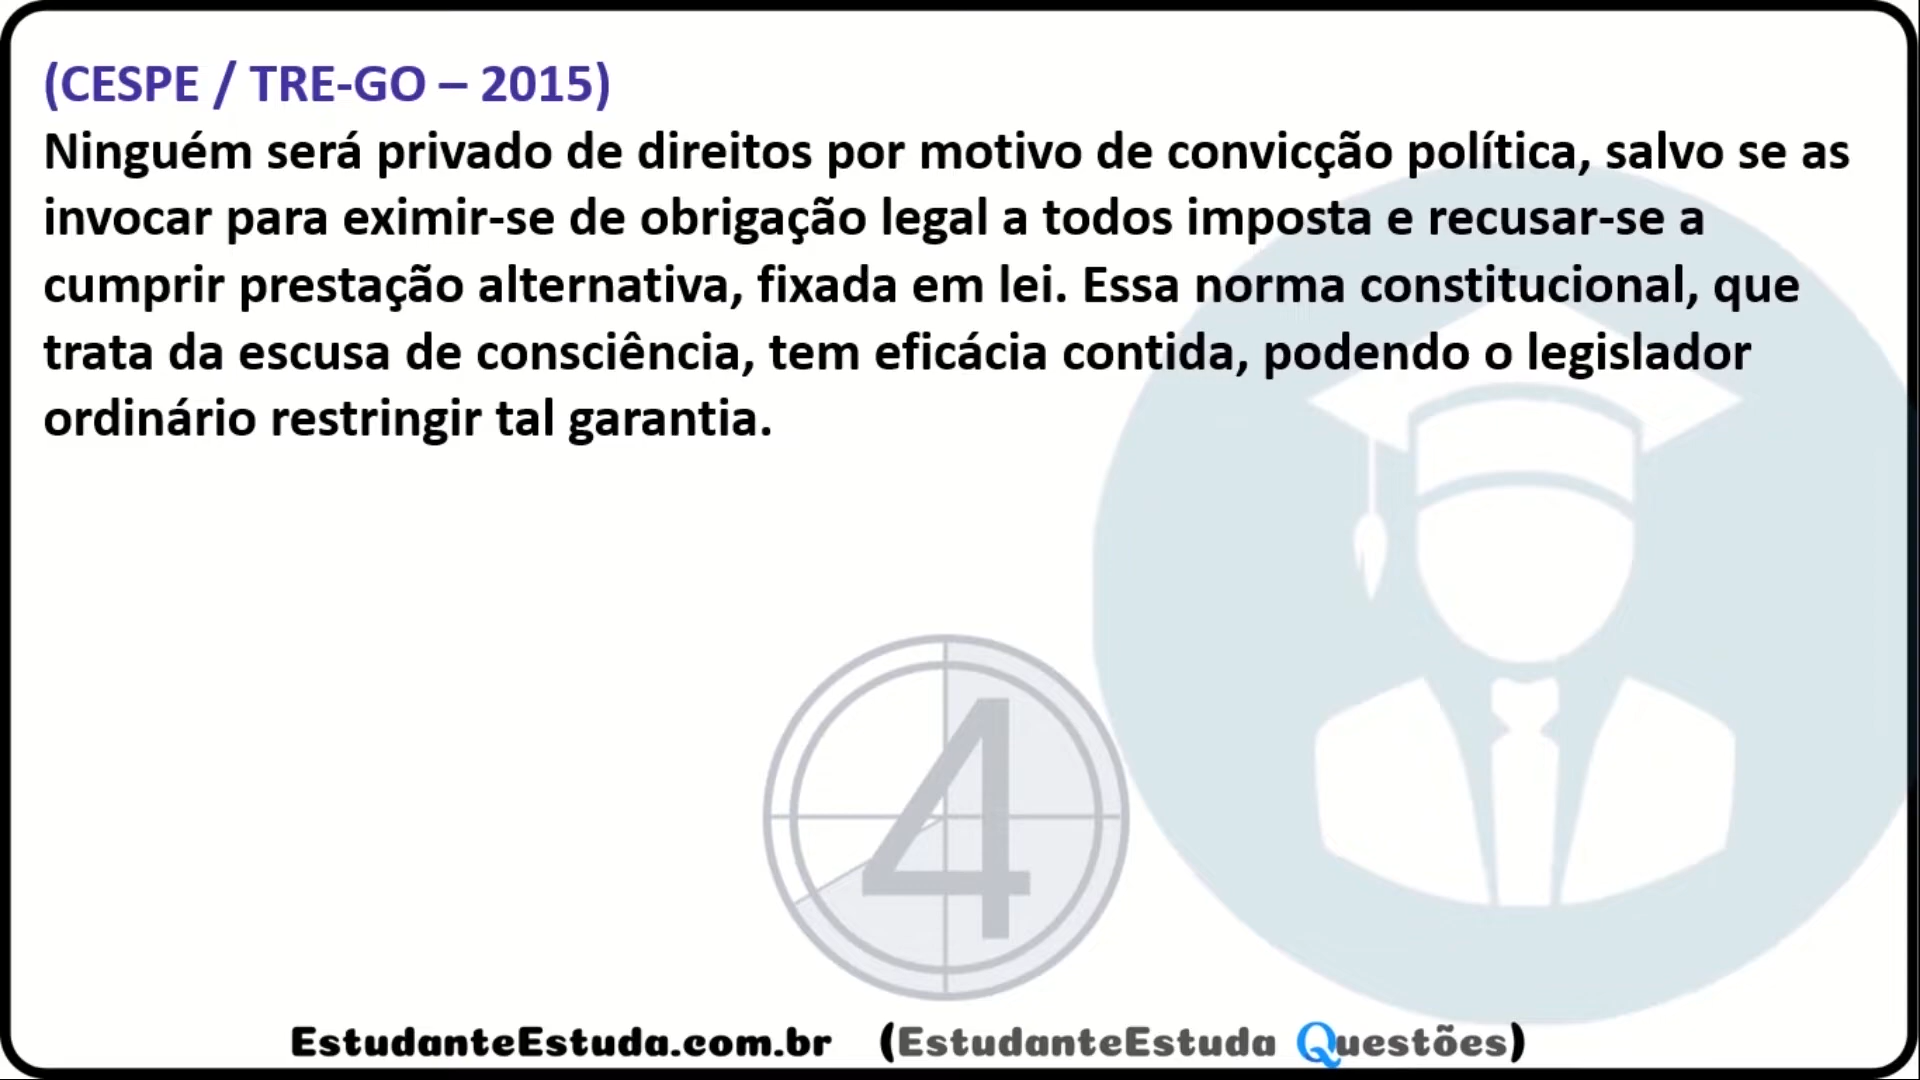 (CESPE / TRE-GO – 2015)
Ninguém será privado de direitos por motivo de convicção política, salvo se as
invocar para eximir-se de obrigação legal a todos imposta e recusar-se a
cumprir prestação alternativa, fixada em lei. Essa norma constitucional, que
trata da escusa de consciência, tem eficácia contida, podendo o legislador
ordinário restringir tal garantia.
4
EstudanteEstuda.com.br (EstudanteEstuda Questões)